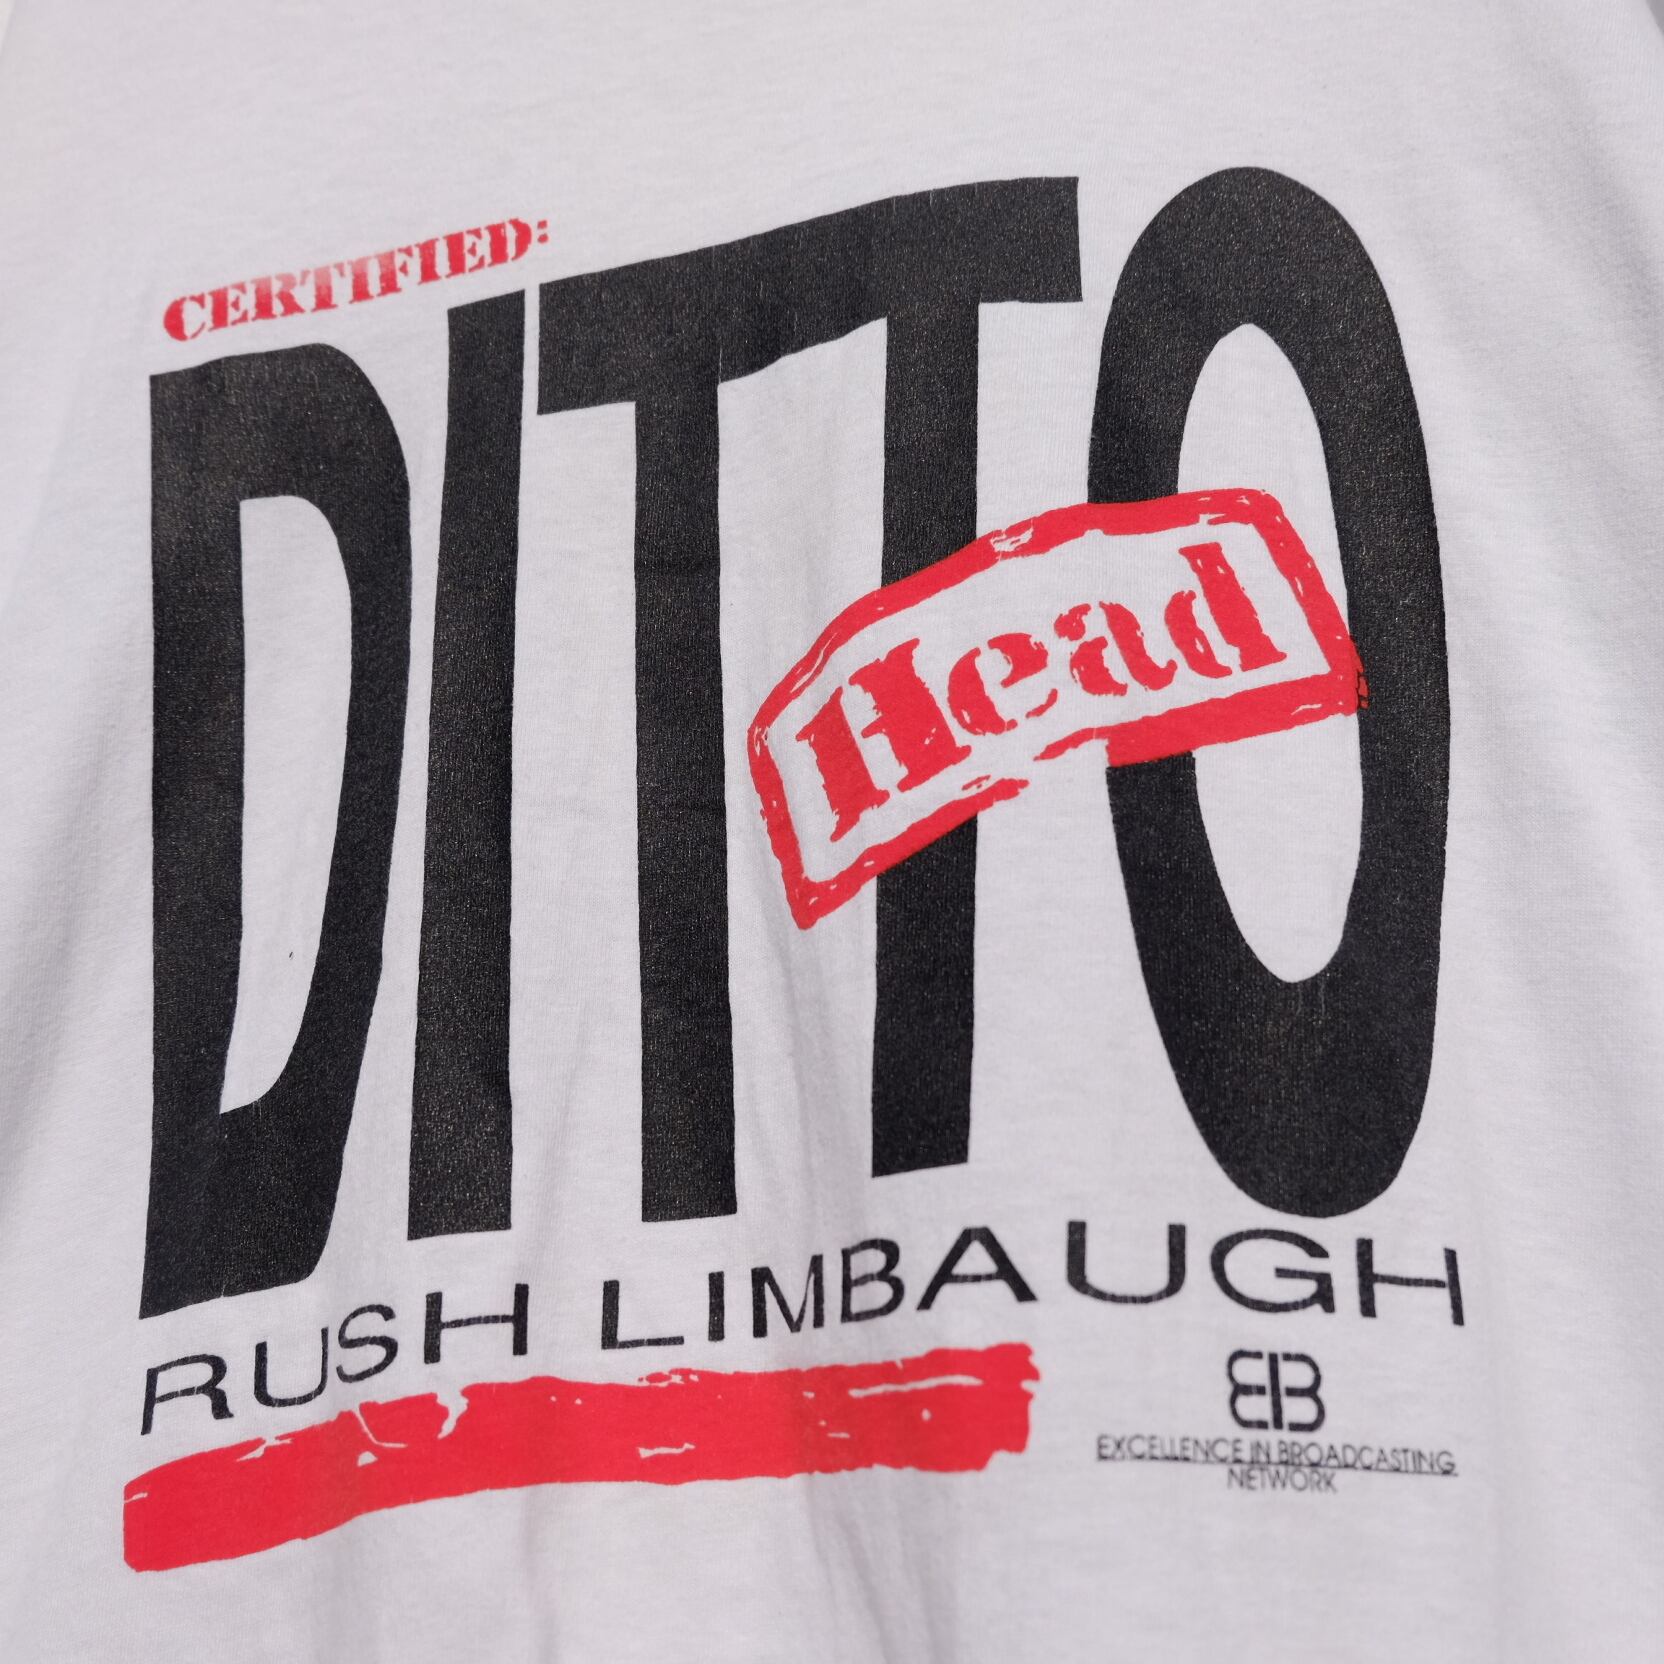 CERTIFIED:
DITTO
Head
RUSH LIMBAUGH
EIB
EXCELLENCE IN BROADCASTING
NETWORK